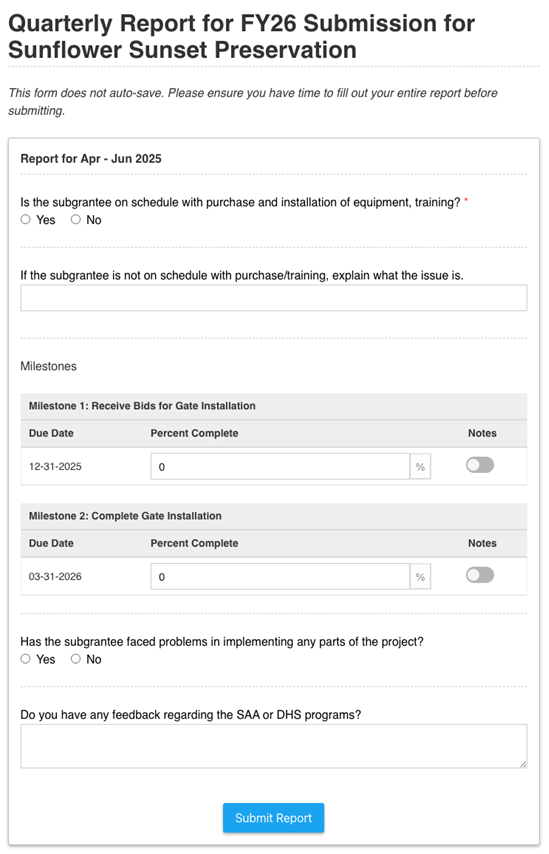 Quarterly Report for FY26 Submission for
Sunflower Sunset Preservation
This form does not auto-save. Please ensure you have time to fill out your entire report before
submitting.
Report for Apr - Jun 2025
Is the subgrantee on schedule with purchase and installation of equipment, training? *
Yes No
If the subgrantee is not on schedule with purchase/training, explain what the issue is.
Milestones
Milestone 1: Receive Bids for Gate Installation
Due Date Percent Complete Notes
12-31-2025 0 %
Milestone 2: Complete Gate Installation
Due Date Percent Complete Notes
03-31-2026 0 %
Has the subgrantee faced problems in implementing any parts of the project?
Yes No
Do you have any feedback regarding the SAA or DHS programs?
Submit Report